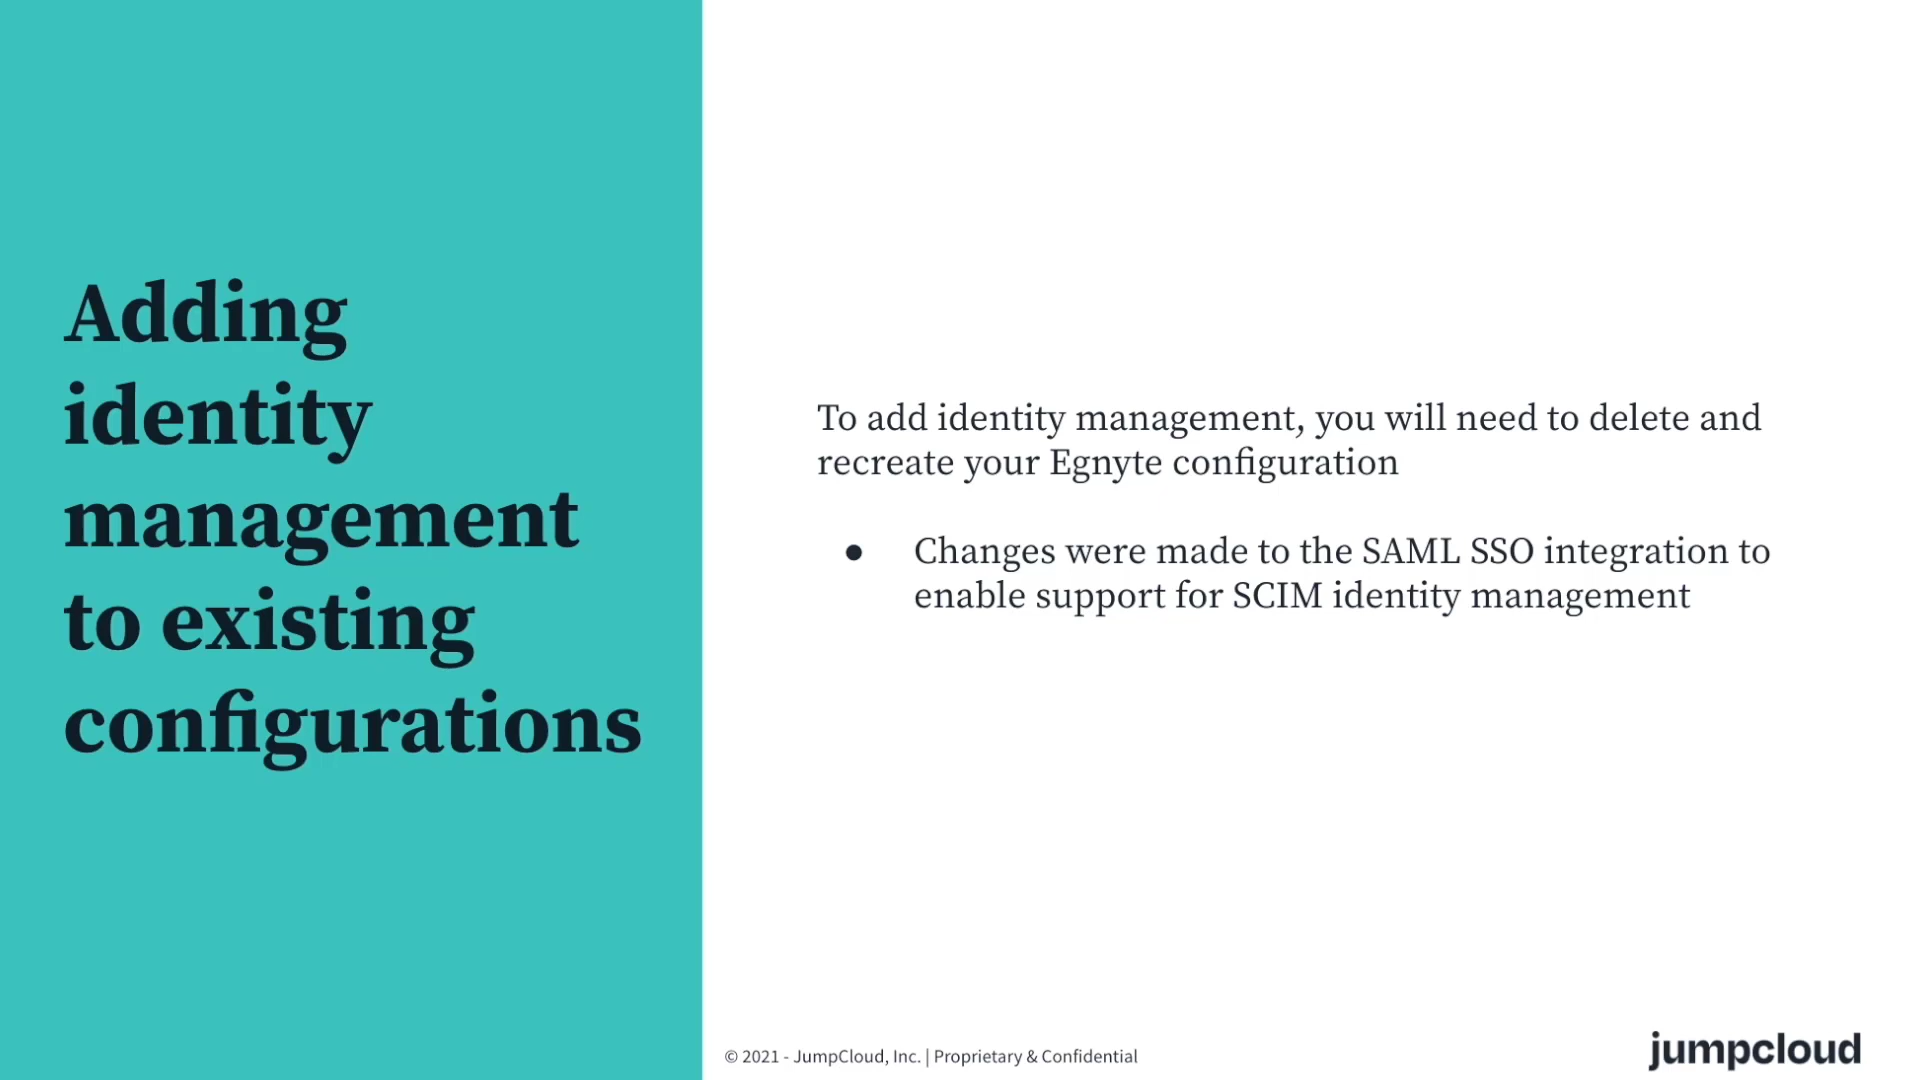 Adding
identity
management
to existing
configurations
To add identity management, you will need to delete and
recreate your Egnyte configuration
● Changes were made to the SAML SSO integration to
enable support for SCIM identity management
© 2021 - JumpCloud, Inc. | Proprietary & Confidential
jumpcloud